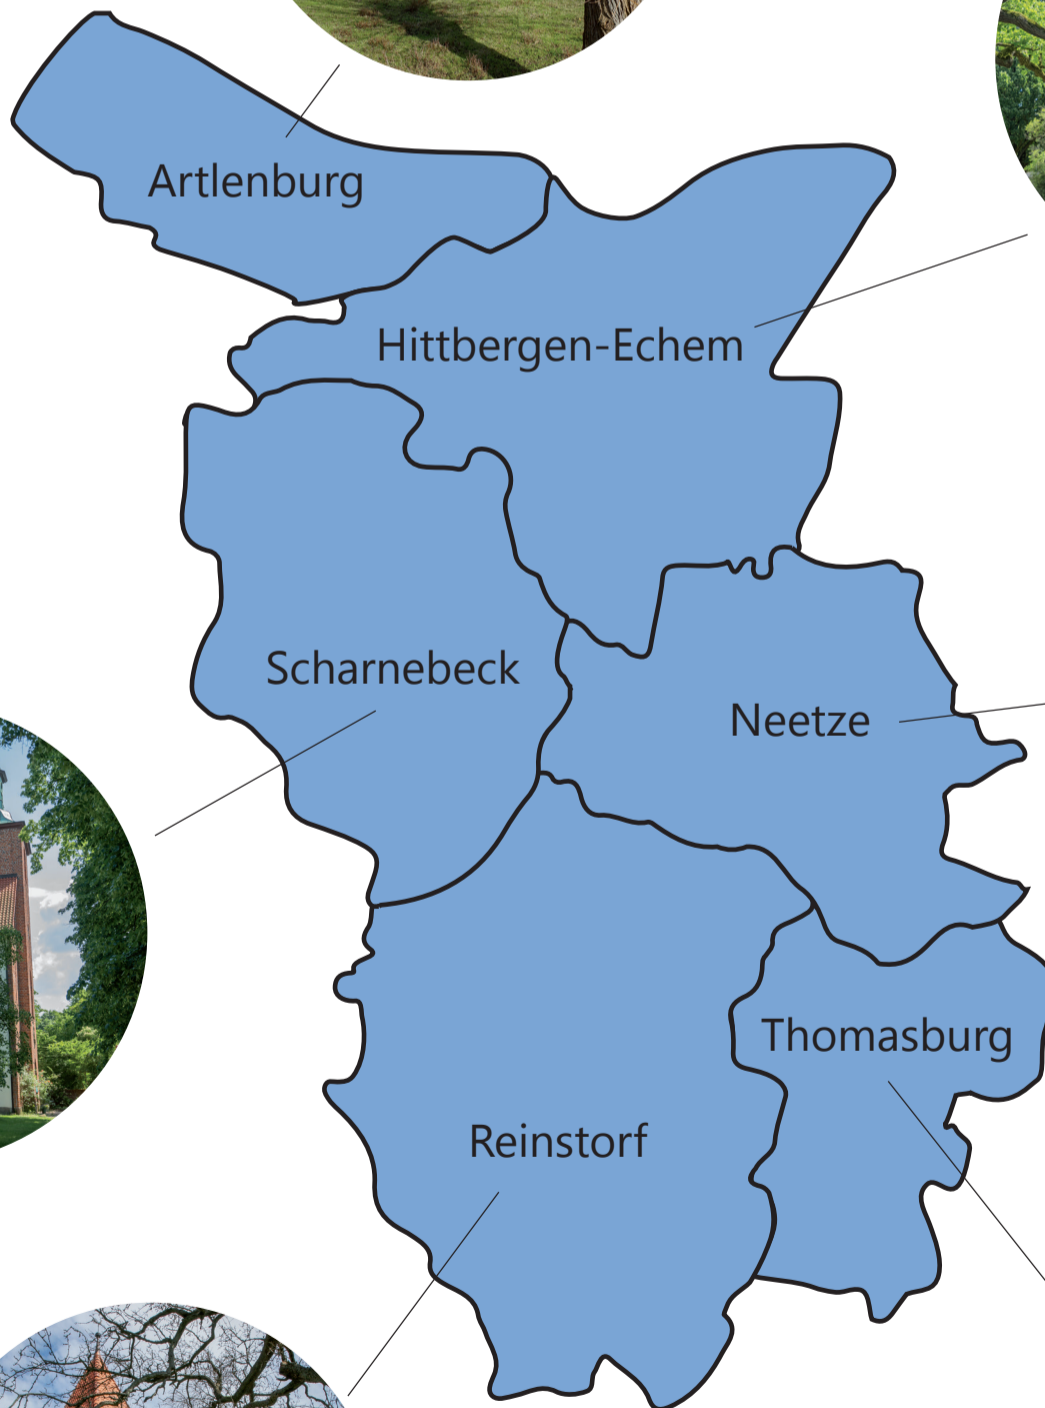 Artlenburg
Hittbergen-Echem
Scharnebeck
Neetze
Thomasburg
Reinstorf